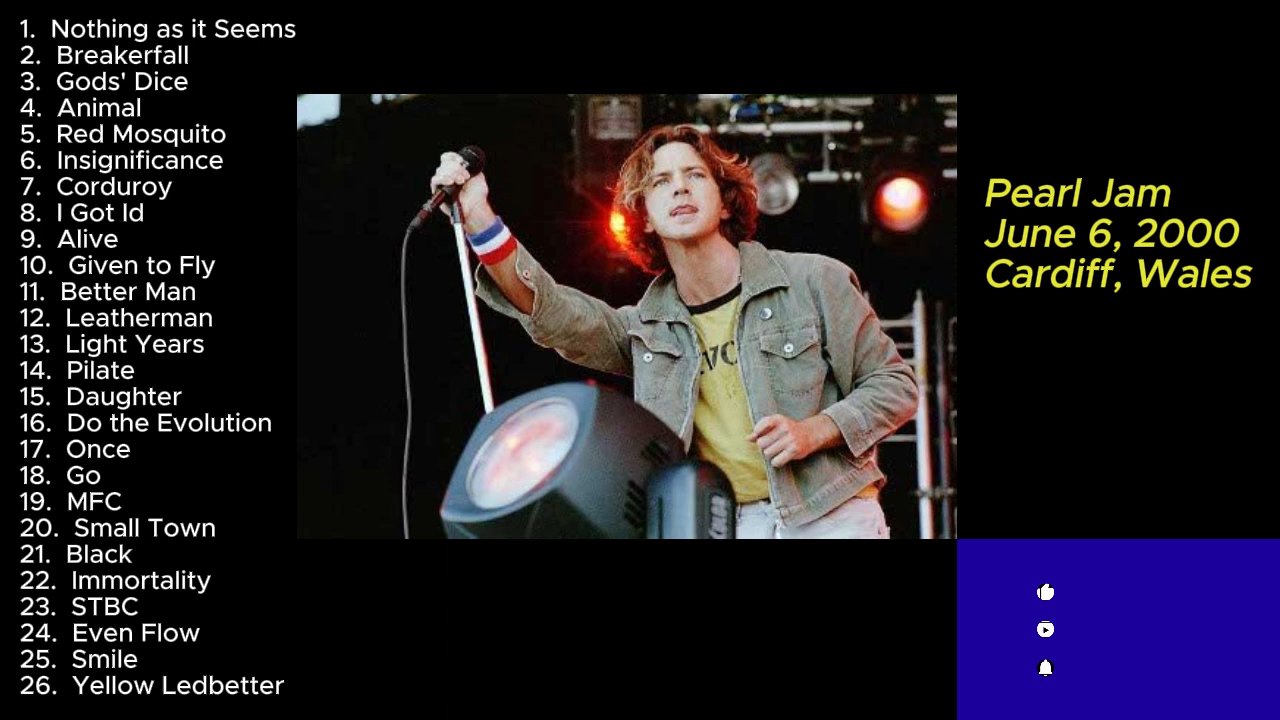 1. Nothing as it Seems
2. Breakerfall
3. Gods' Dice
4. Animal
5. Red Mosquito
6. Insignificance
7. Corduroy
8. I Got Id
9. Alive
10. Given to Fly
11. Better Man
12. Leatherman
13. Light Years
14. Pilate
15. Daughter
16. Do the Evolution
17. Once
18. Go
19. MFC
20. Small Town
21. Black
22. Immortality
23. STBC
24. Even Flow
25. Smile
26. Yellow Ledbetter
Pearl Jam
June 6, 2000
Cardiff, Wales